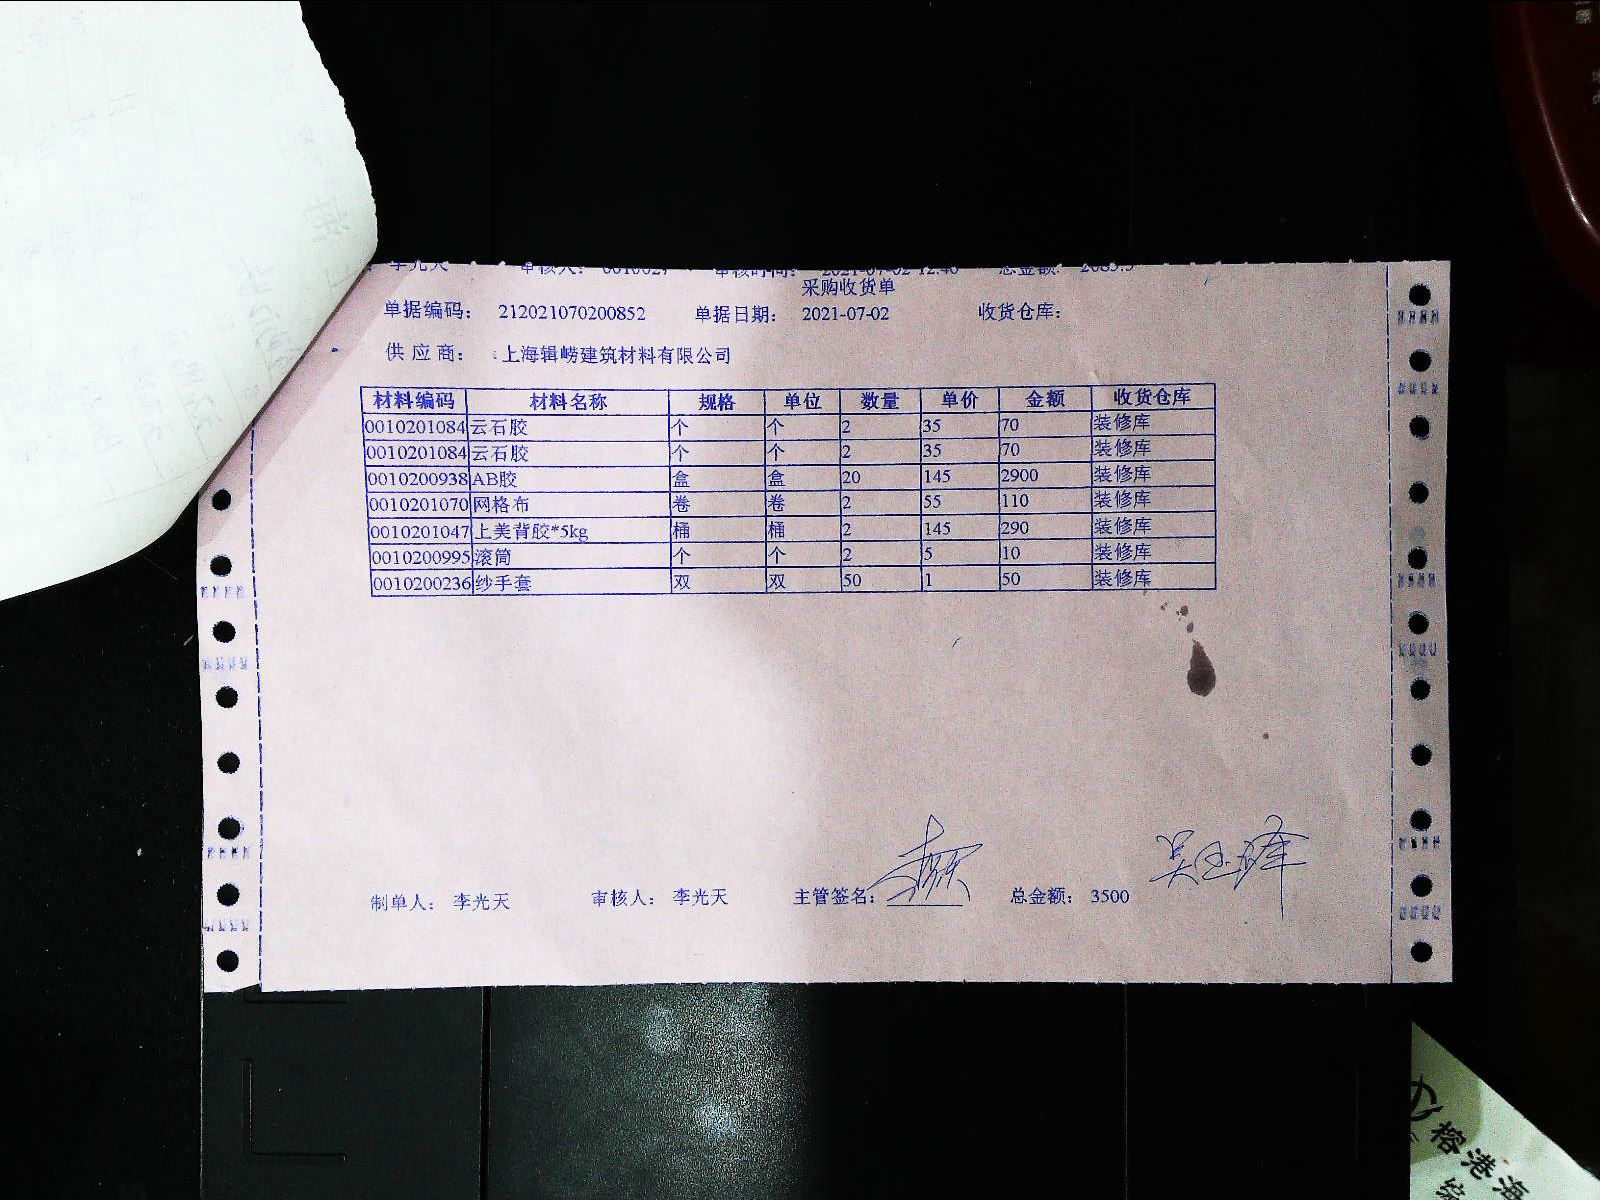 采购收货单
单据编码： 212021070200852 单据日期： 2021-07-02 收货仓库：
供 应 商： 上海辑崂建筑材料有限公司
材料编码 材料名称 规格 单位 数量 单价 金额 收货仓库
0010201084 云石胶 个 个 2 35 70 装修库
0010201084 云石胶 个 个 2 35 70 装修库
0010200938 AB胶 盒 盒 20 145 2900 装修库
0010201070 网格布 卷 卷 2 55 110 装修库
0010201047 上美背胶*5kg 桶 桶 2 145 290 装修库
0010200995 滚筒 个 个 2 5 10 装修库
0010200236 纱手套 双 双 50 1 50 装修库
制单人： 李光天 审核人： 李光天 主管签名： 总金额： 3500
榕港海